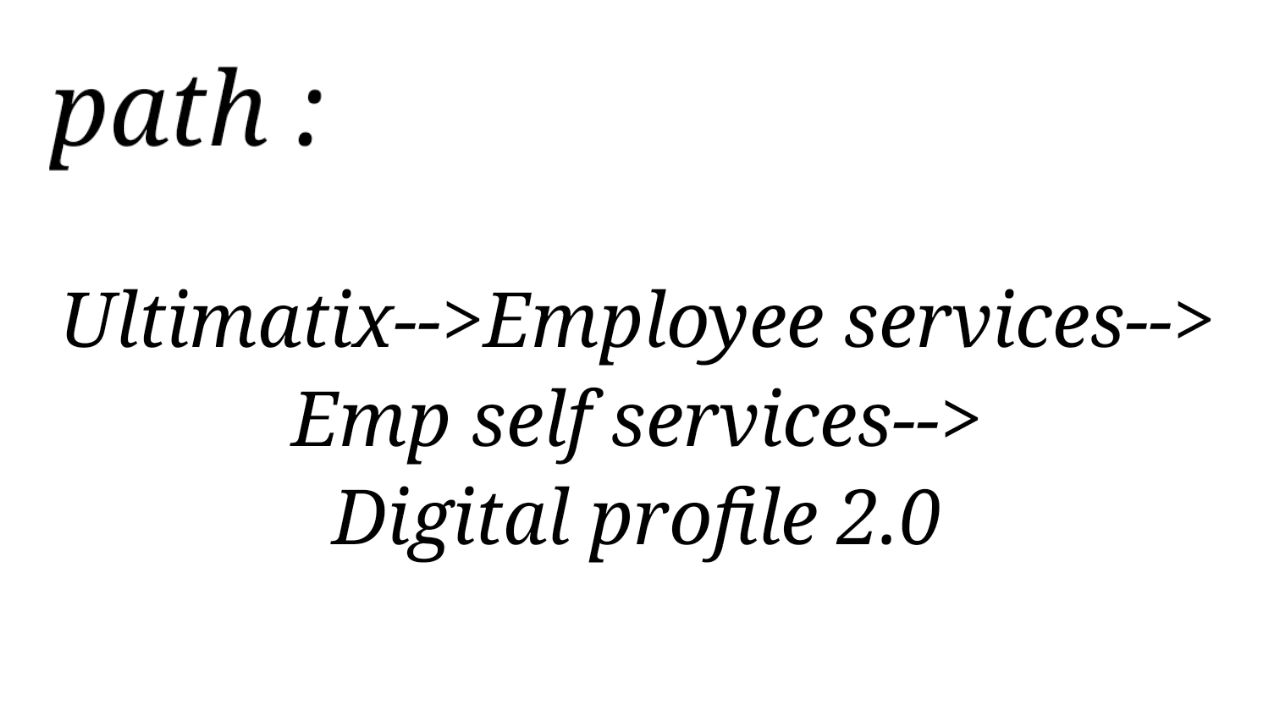 path :
Ultimatix-->Employee services-->
Emp self services-->
Digital profile 2.0